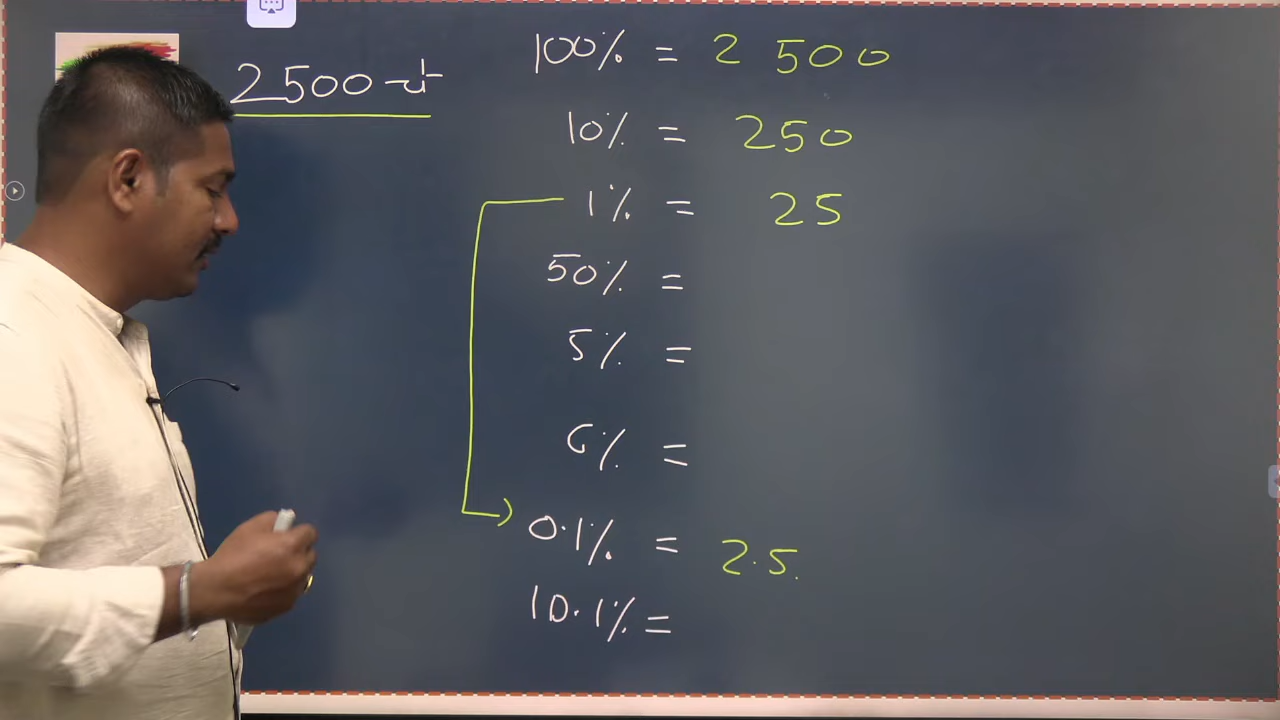 2500 चा
100% = 2500
10% = 250
1% = 25
50% =
5% =
6% =
0.1% = 2.5
10.1% =